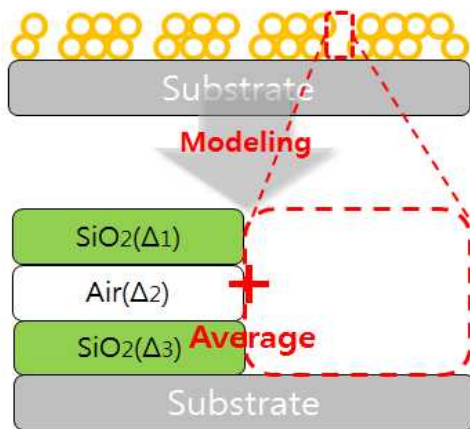 Substrate
Modeling
SiO₂(Δ1)
Air(Δ2)
+
SiO₂(Δ3)
Average
Substrate